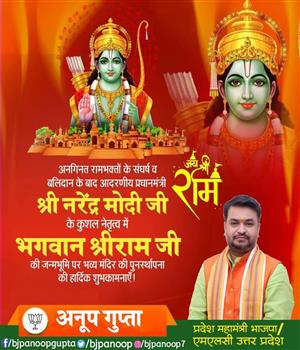 जय श्री
राम
अनगिनत रामभक्तों के संघर्ष व
बलिदान के बाद आदरणीय प्रधानमंत्री
श्री नरेंद्र मोदी जी
के कुशल नेतृत्व में
भगवान श्रीराम जी
की जन्मभूमि पर भव्य मंदिर की पुनर्स्थापना
की हार्दिक शुभकामनाएँ!
अनूप गुप्ता
प्रदेश महामंत्री भाजपा/
एमएलसी उत्तर प्रदेश
/bjpanoopgupta /bjpanoop /bjpanoop7